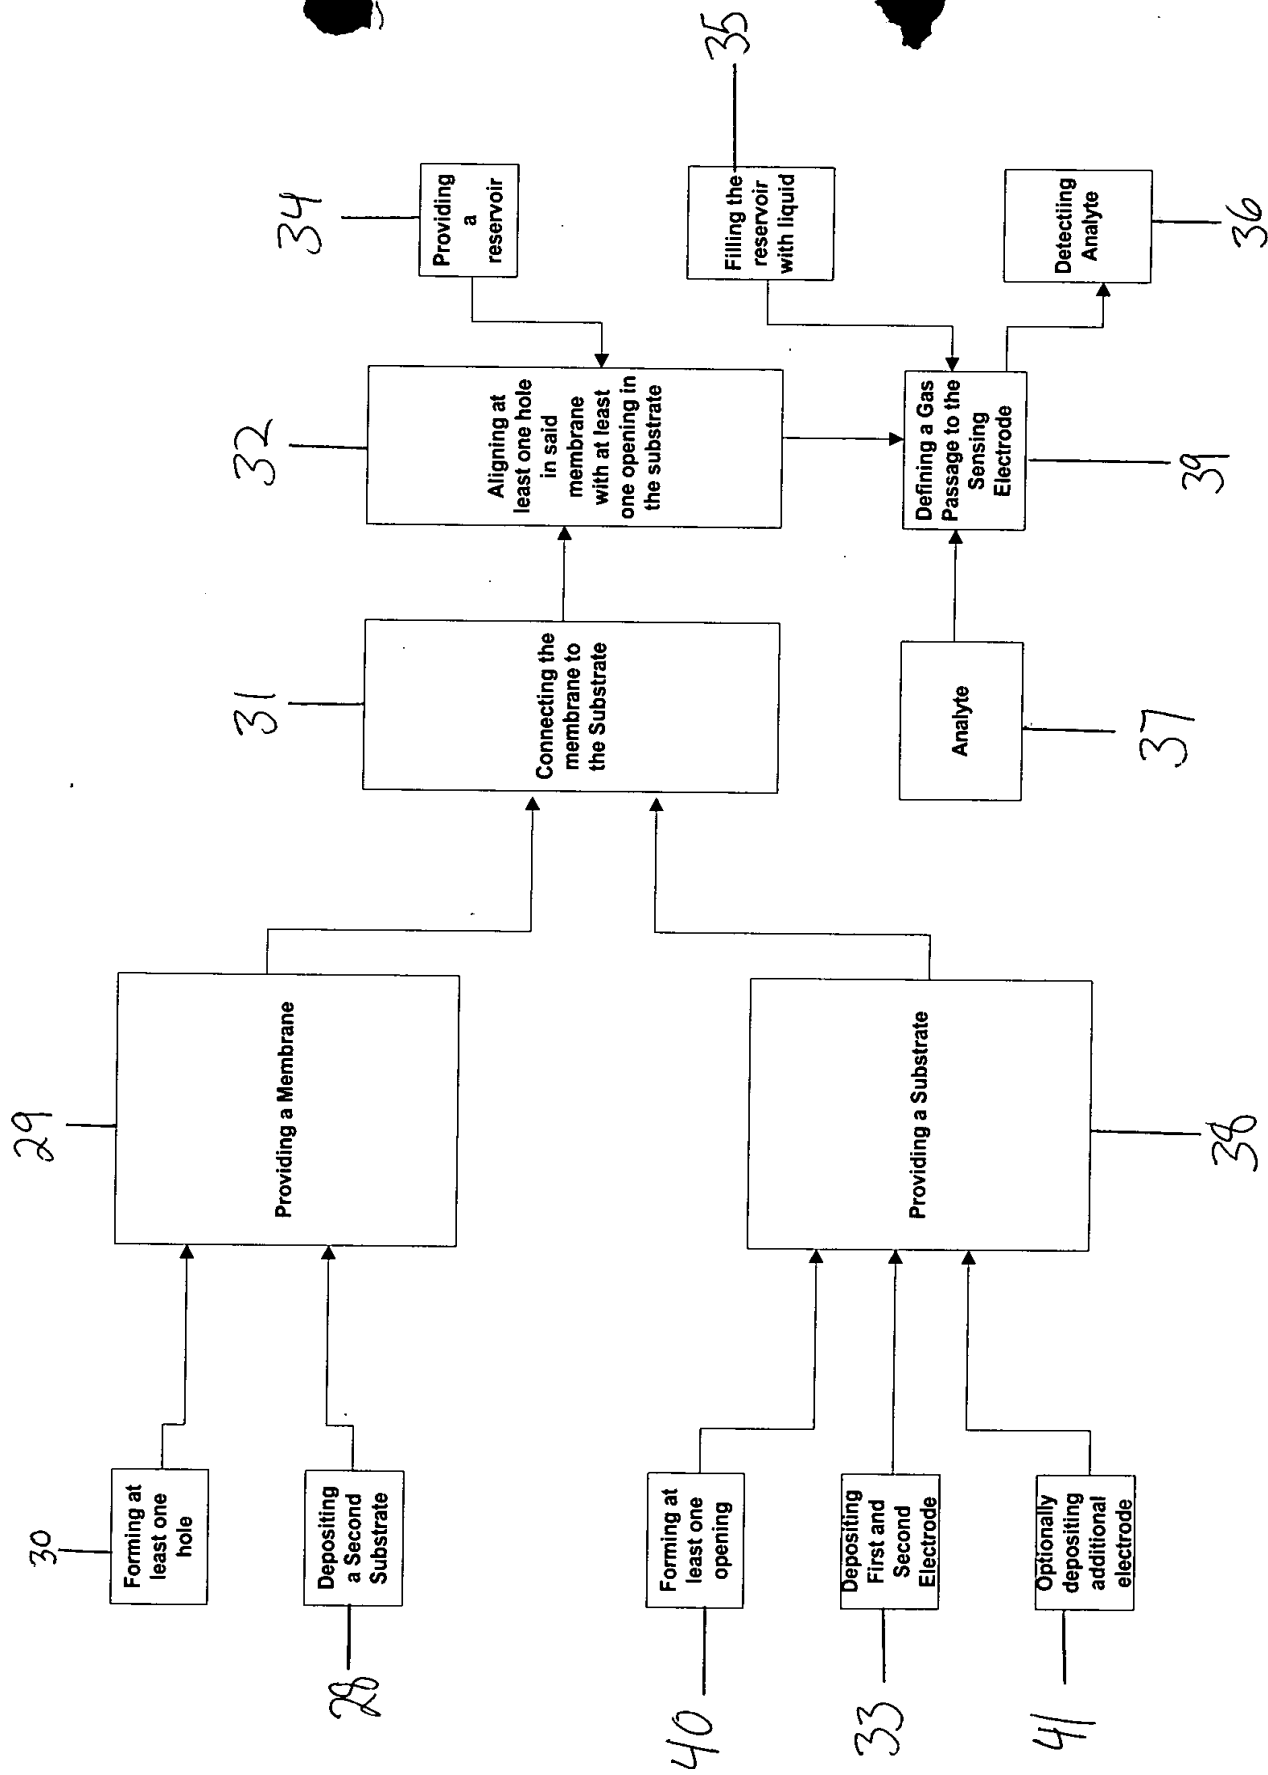 30
Forming at
least one
hole
28
Depositing
a Second
Substrate
40
Forming at
least one
opening
33
Depositing
First and
Second
Electrode
41
Optionally
depositing
additional
electrode
29
Providing a Membrane
38
Providing a Substrate
31
Connecting the
membrane to
the Substrate
32
Aligning at
least one hole
in said
membrane
with at least
one opening in
the substrate
34
Providing
a
reservoir
35
Filling the
reservoir
with liquid
37
Analyte
39
Defining a Gas
Passage to the
Sensing
Electrode
36
Detectiing
Analyte